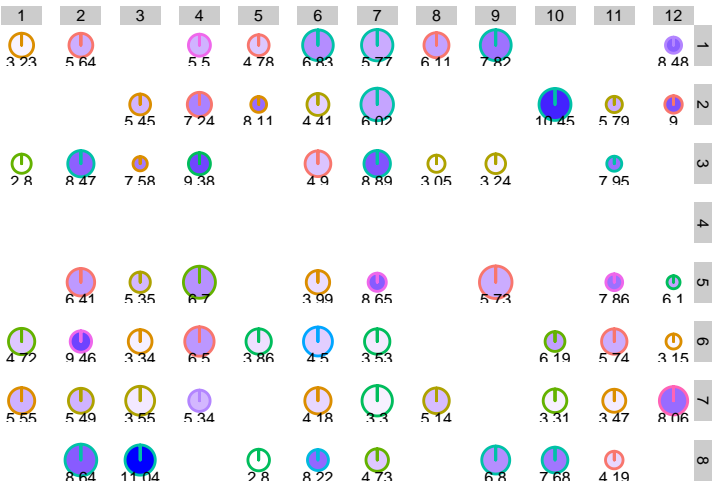 1 2 3 4 5 6 7 8 9 10 11 12
3.23 5.64 5.5 4.78 6.83 5.77 6.11 7.82 8.48 1
5.45 7.24 8.11 4.41 6.02 10.45 5.79 9 2
2.8 8.47 7.58 9.38 4.9 8.89 3.05 3.24 7.95 3
4
6.41 5.35 6.7 3.99 8.65 5.73 7.86 6.1 5
4.72 9.46 3.34 6.5 3.86 4.5 3.53 6.19 5.74 3.15 6
5.55 5.49 3.55 5.34 4.18 3.3 5.14 3.31 3.47 8.06 7
8.64 11.04 2.8 8.22 4.73 6.8 7.68 4.19 8